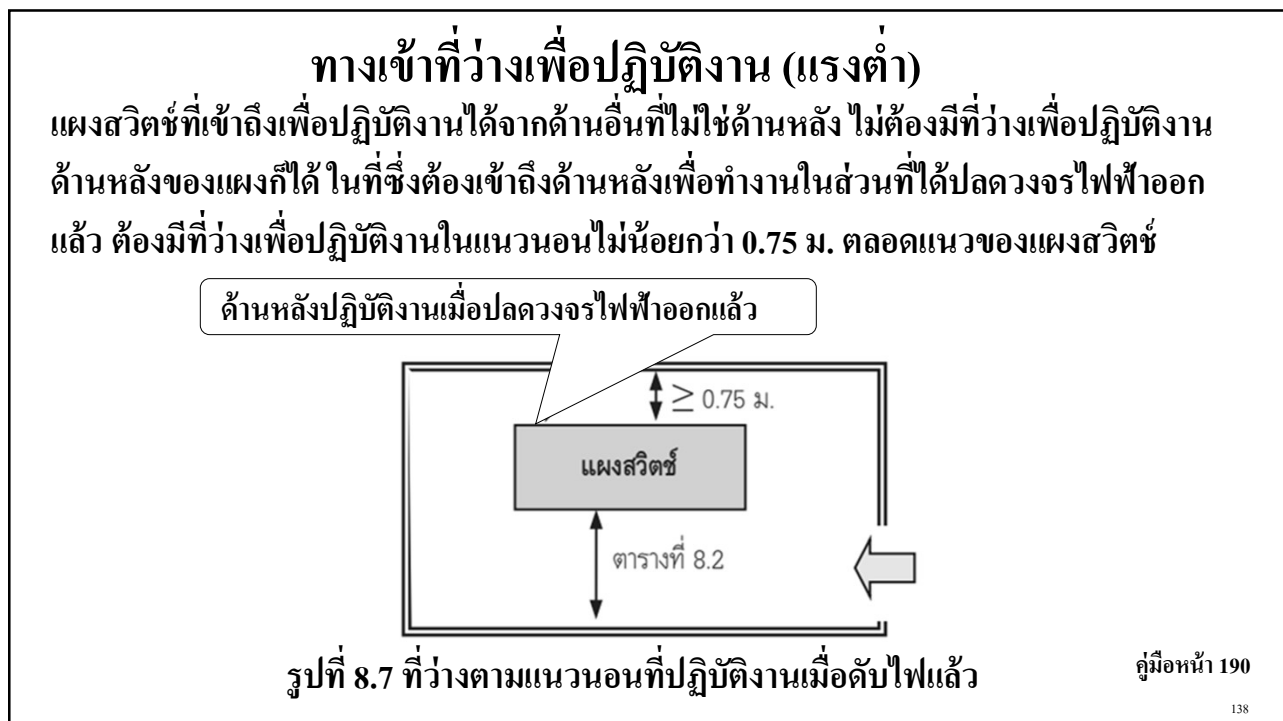 ทางเข้าที่ว่างเพื่อปฏิบัติงาน (แรงต่ำ)
แผงสวิตช์ที่เข้าถึงเพื่อปฏิบัติงานได้จากด้านอื่นที่ไม่ใช่ด้านหลัง ไม่ต้องมีที่ว่างเพื่อปฏิบัติงาน
ด้านหลังของแผงก็ได้ ในที่ซึ่งต้องเข้าถึงด้านหลังเพื่อทำงานในส่วนที่ได้ปลดวงจรไฟฟ้าออก
แล้ว ต้องมีที่ว่างเพื่อปฏิบัติงานในแนวนอนไม่น้อยกว่า 0.75 ม. ตลอดแนวของแผงสวิตช์
ด้านหลังปฏิบัติงานเมื่อปลดวงจรไฟฟ้าออกแล้ว
≥ 0.75 ม.
แผงสวิตช์
ตารางที่ 8.2
รูปที่ 8.7 ที่ว่างตามแนวนอนที่ปฏิบัติงานเมื่อดับไฟแล้ว
คู่มือหน้า 190
138